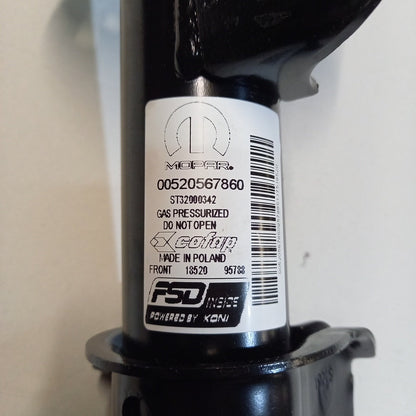 MOPAR®
00520567860
ST32000342
GAS PRESSURIZED
DO NOT OPEN
cofap
MADE IN POLAND
FRONT 18520 95788
FSD INSIDE
POWERED BY KONI